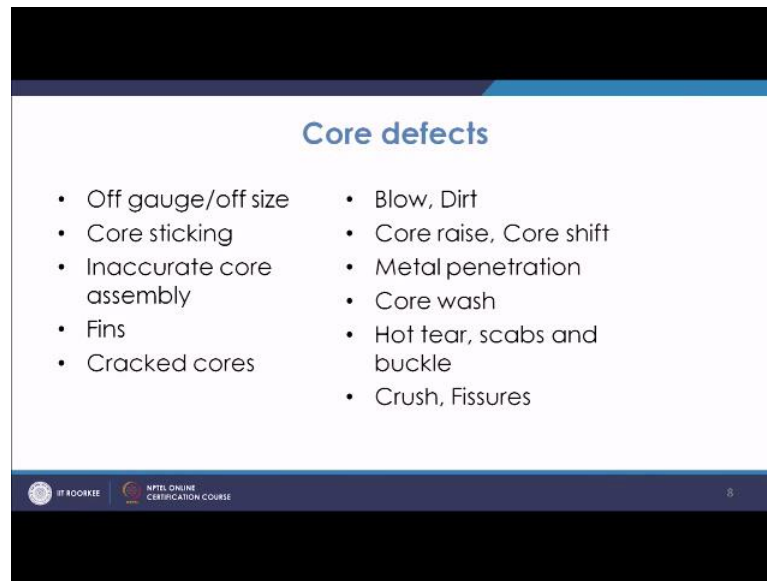 Core defects
• Off gauge/off size
• Core sticking
• Inaccurate core
assembly
• Fins
• Cracked cores
• Blow, Dirt
• Core raise, Core shift
• Metal penetration
• Core wash
• Hot tear, scabs and
buckle
• Crush, Fissures
IIT ROORKEE
NPTEL ONLINE
CERTIFICATION COURSE
8